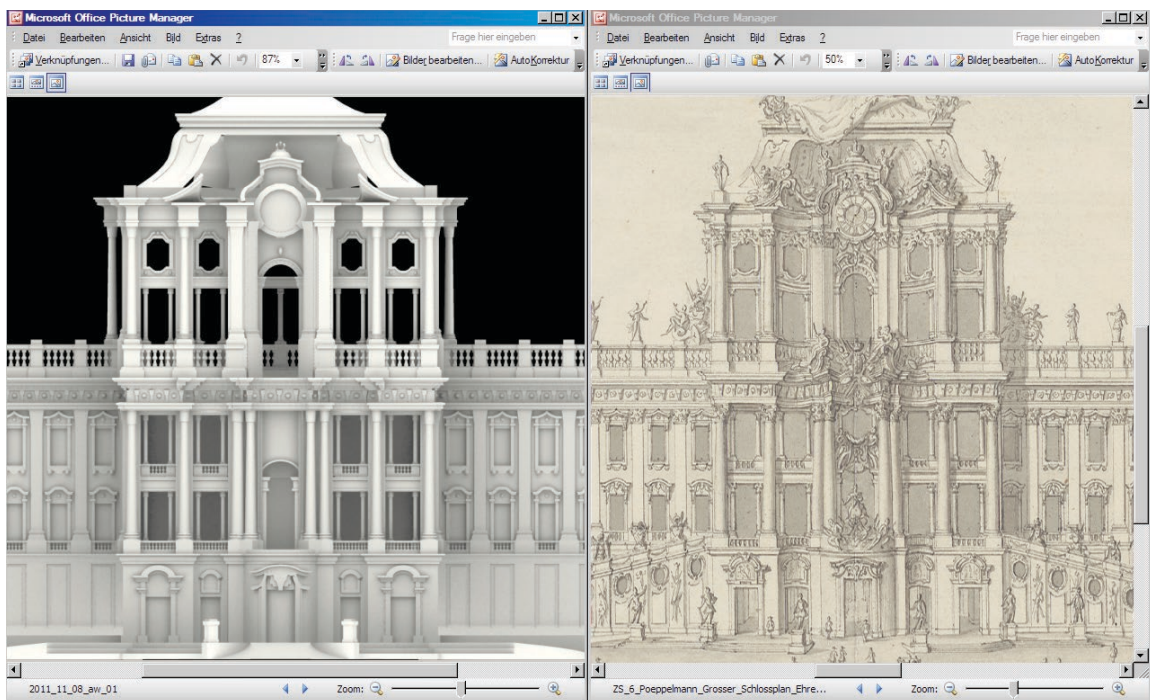 Microsoft Office Picture Manager
Datei Bearbeiten Ansicht Bild Extras ? Frage hier eingeben
Verknüpfungen... 87% Bilder bearbeiten... AutoKorrektur
2011_11_08_aw_01 Zoom:
Microsoft Office Picture Manager
Datei Bearbeiten Ansicht Bild Extras ? Frage hier eingeben
Verknüpfungen... 50% Bilder bearbeiten... AutoKorrektur
ZS_6_Poeppelmann_Grosser_Schlossplan_Ehre... Zoom: